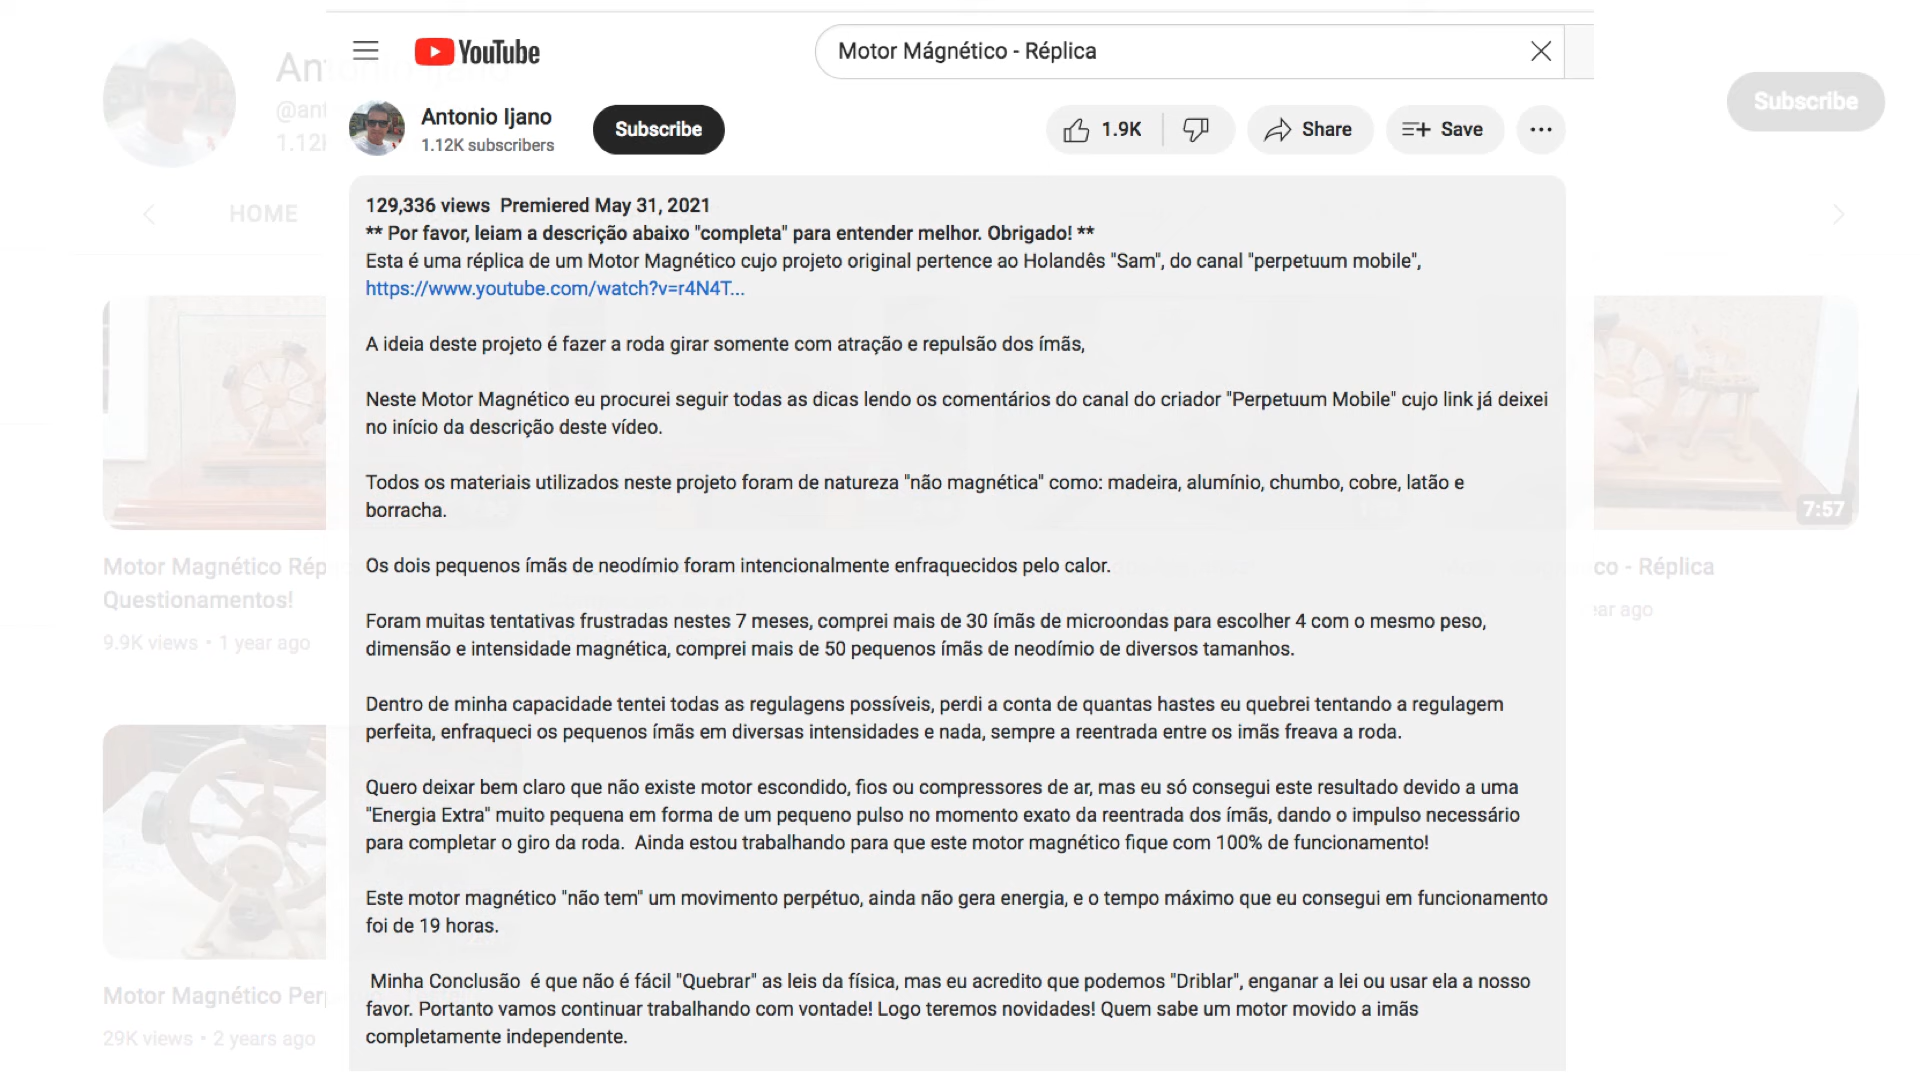 YouTube
Motor Mágnético - Réplica
Antonio Ijano
1.12K subscribers
Subscribe
1.9K
Share
Save
Subscribe
An
@ant
1.12K
HOME
129,336 views Premiered May 31, 2021
** Por favor, leiam a descrição abaixo "completa" para entender melhor. Obrigado! **
Esta é uma réplica de um Motor Magnético cujo projeto original pertence ao Holandês "Sam", do canal "perpetuum mobile",
https://www.youtube.com/watch?v=r4N4T...
A ideia deste projeto é fazer a roda girar somente com atração e repulsão dos ímãs,
Neste Motor Magnético eu procurei seguir todas as dicas lendo os comentários do canal do criador "Perpetuum Mobile" cujo link já deixei
no início da descrição deste vídeo.
Todos os materiais utilizados neste projeto foram de natureza "não magnética" como: madeira, alumínio, chumbo, cobre, latão e
borracha.
Os dois pequenos ímãs de neodímio foram intencionalmente enfraquecidos pelo calor.
Foram muitas tentativas frustradas nestes 7 meses, comprei mais de 30 ímãs de microondas para escolher 4 com o mesmo peso,
dimensão e intensidade magnética, comprei mais de 50 pequenos ímãs de neodímio de diversos tamanhos.
Dentro de minha capacidade tentei todas as regulagens possíveis, perdi a conta de quantas hastes eu quebrei tentando a regulagem
perfeita, enfraqueci os pequenos ímãs em diversas intensidades e nada, sempre a reentrada entre os imãs freava a roda.
Quero deixar bem claro que não existe motor escondido, fios ou compressores de ar, mas eu só consegui este resultado devido a uma
"Energia Extra" muito pequena em forma de um pequeno pulso no momento exato da reentrada dos ímãs, dando o impulso necessário
para completar o giro da roda. Ainda estou trabalhando para que este motor magnético fique com 100% de funcionamento!
Este motor magnético "não tem" um movimento perpétuo, ainda não gera energia, e o tempo máximo que eu consegui em funcionamento
foi de 19 horas.
Minha Conclusão é que não é fácil "Quebrar" as leis da física, mas eu acredito que podemos "Driblar", enganar a lei ou usar ela a nosso
favor. Portanto vamos continuar trabalhando com vontade! Logo teremos novidades! Quem sabe um motor movido a imãs
completamente independente.
Motor Magnético Rép
Questionamentos!
9.9K views • 1 year ago
7:57
co - Réplica
ear ago
Motor Magnético Per
29K views • 2 years ago